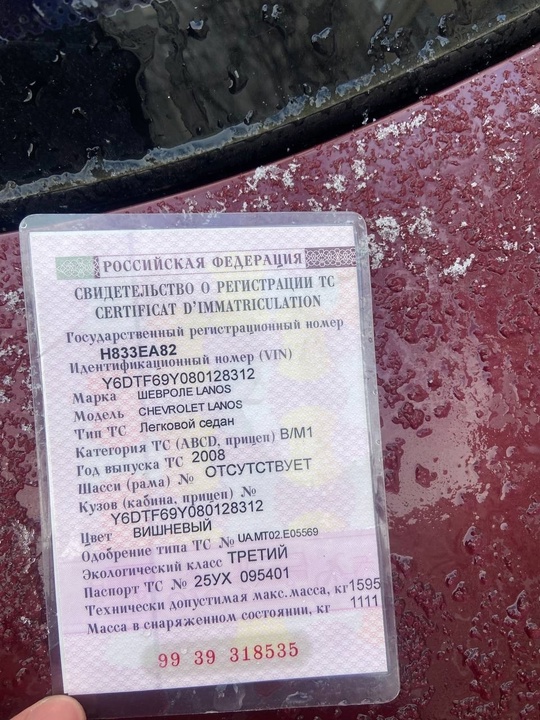 РОССИЙСКАЯ ФЕДЕРАЦИЯ
СВИДЕТЕЛЬСТВО О РЕГИСТРАЦИИ ТС
CERTIFICAT D'IMMATRICULATION
Государственный регистрационный номер
Н833ЕА82
Идентификационный номер (VIN)
Y6DTF69Y080128312
Марка ШЕВРОЛЕ LANOS
Модель CHEVROLET LANOS
Тип ТС Легковой седан
Категория ТС (ABCD, прицеп) B/M1
Год выпуска ТС 2008
Шасси (рама) № ОТСУТСТВУЕТ
Кузов (кабина, прицеп) №
Y6DTF69Y080128312
Цвет ВИШНЕВЫЙ
Одобрение типа ТС № UA.MT02.E05569
Экологический класс ТРЕТИЙ
Паспорт ТС № 25УХ 095401
Технически допустимая макс.масса, кг 1595
Масса в снаряженном состоянии, кг 1111
99 39 318535